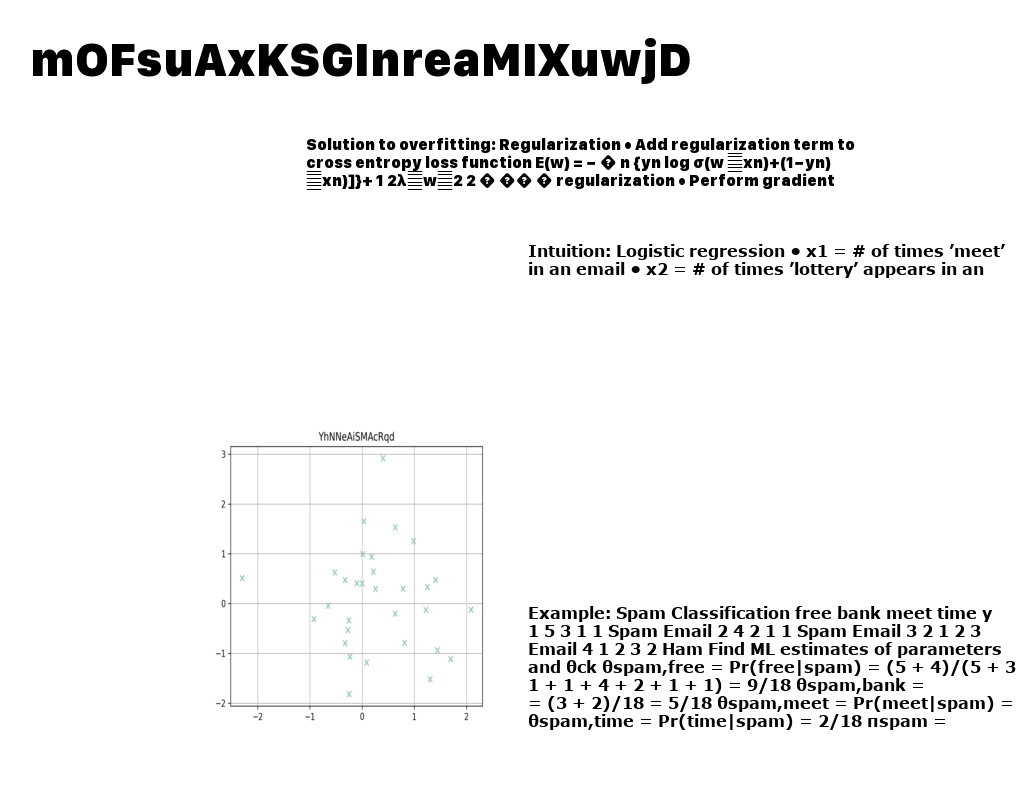 mOFsuAxKSGInreaMIXuwjD
Solution to overfitting: Regularization • Add regularization term to
cross entropy loss function E(w) = − � n {yn log σ(w xn)+(1−yn)
xn)]}+ 1 2λ w 2 2 � �� � regularization • Perform gradient
Intuition: Logistic regression • x1 = # of times ’meet’
in an email • x2 = # of times ’lottery’ appears in an
YhNNeAiSMAcRqd
3
2
1
0
−1
−2
−2 −1 0 1 2
Example: Spam Classification free bank meet time y
1 5 3 1 1 Spam Email 2 4 2 1 1 Spam Email 3 2 1 2 3
Email 4 1 2 3 2 Ham Find ML estimates of parameters
and θck θspam,free = Pr(free|spam) = (5 + 4)/(5 + 3
1 + 1 + 4 + 2 + 1 + 1) = 9/18 θspam,bank =
= (3 + 2)/18 = 5/18 θspam,meet = Pr(meet|spam) =
θspam,time = Pr(time|spam) = 2/18 πspam =